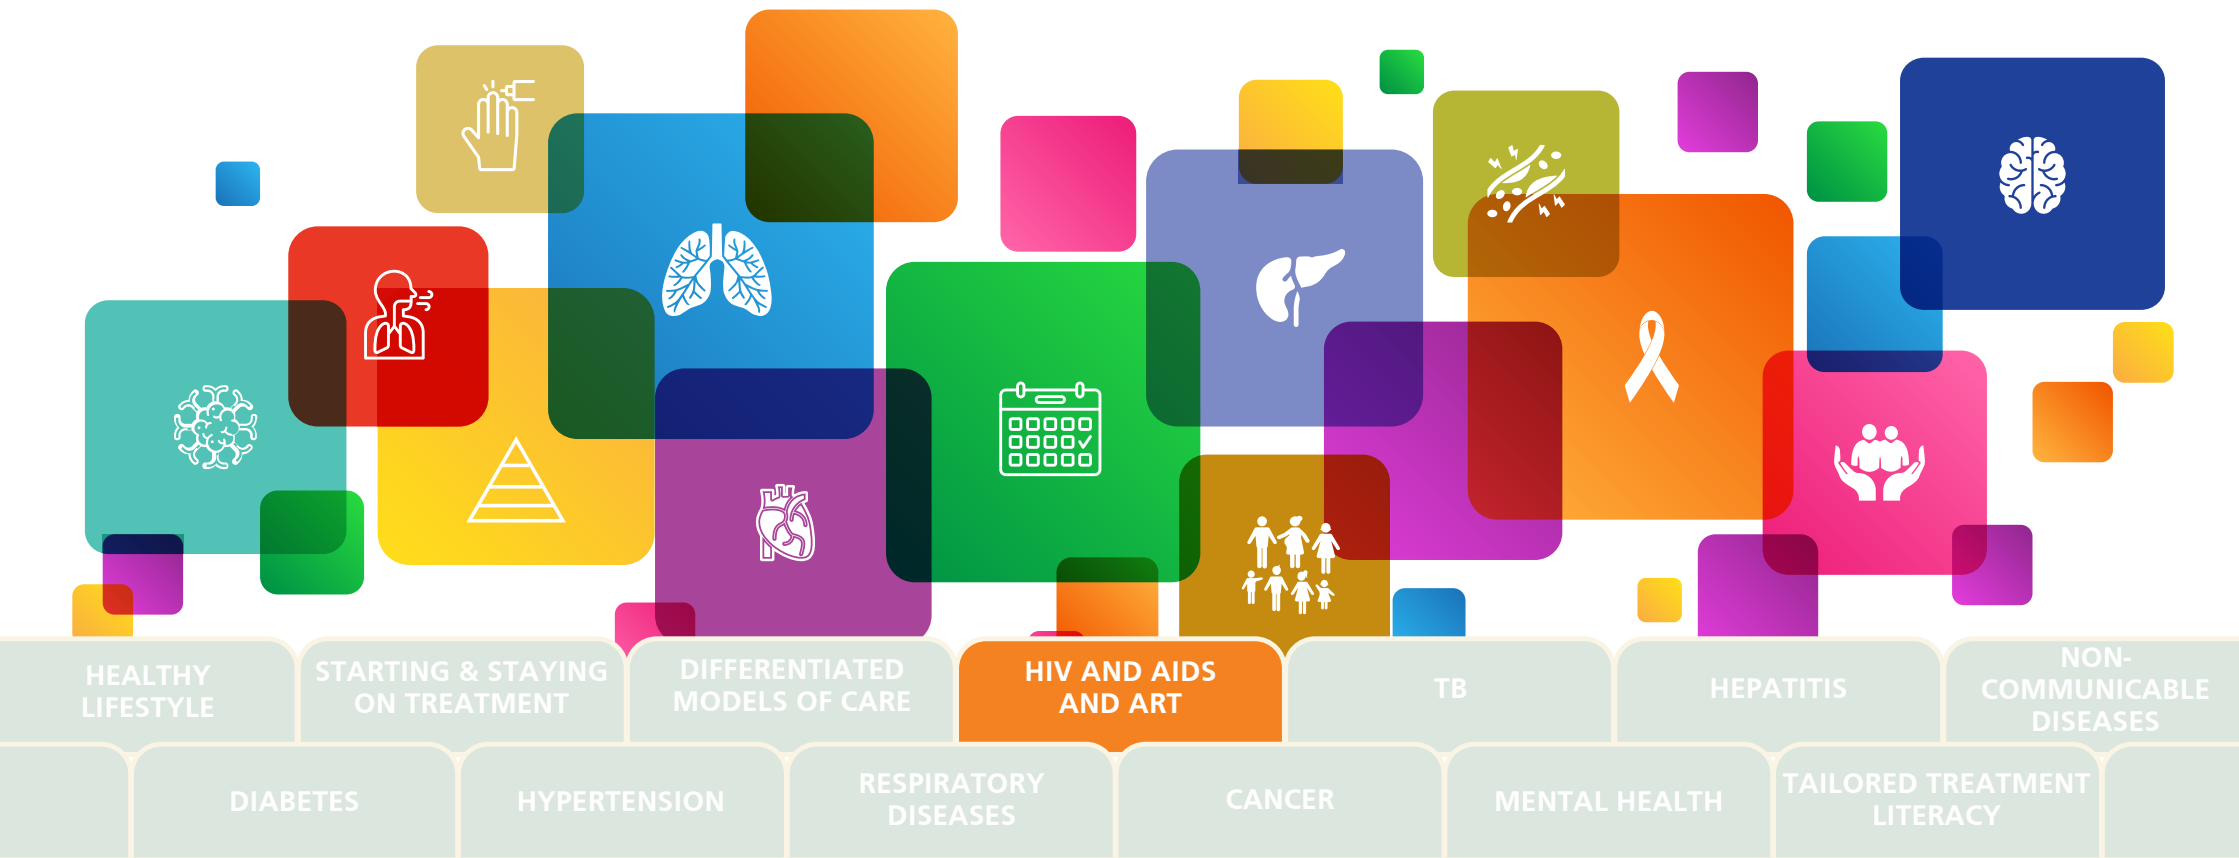 HEALTHY
LIFESTYLE
STARTING & STAYING
ON TREATMENT
DIFFERENTIATED
MODELS OF CARE
HIV AND AIDS
AND ART
TB
HEPATITIS
NON-
COMMUNICABLE
DISEASES
DIABETES
HYPERTENSION
RESPIRATORY
DISEASES
CANCER
MENTAL HEALTH
TAILORED TREATMENT
LITERACY